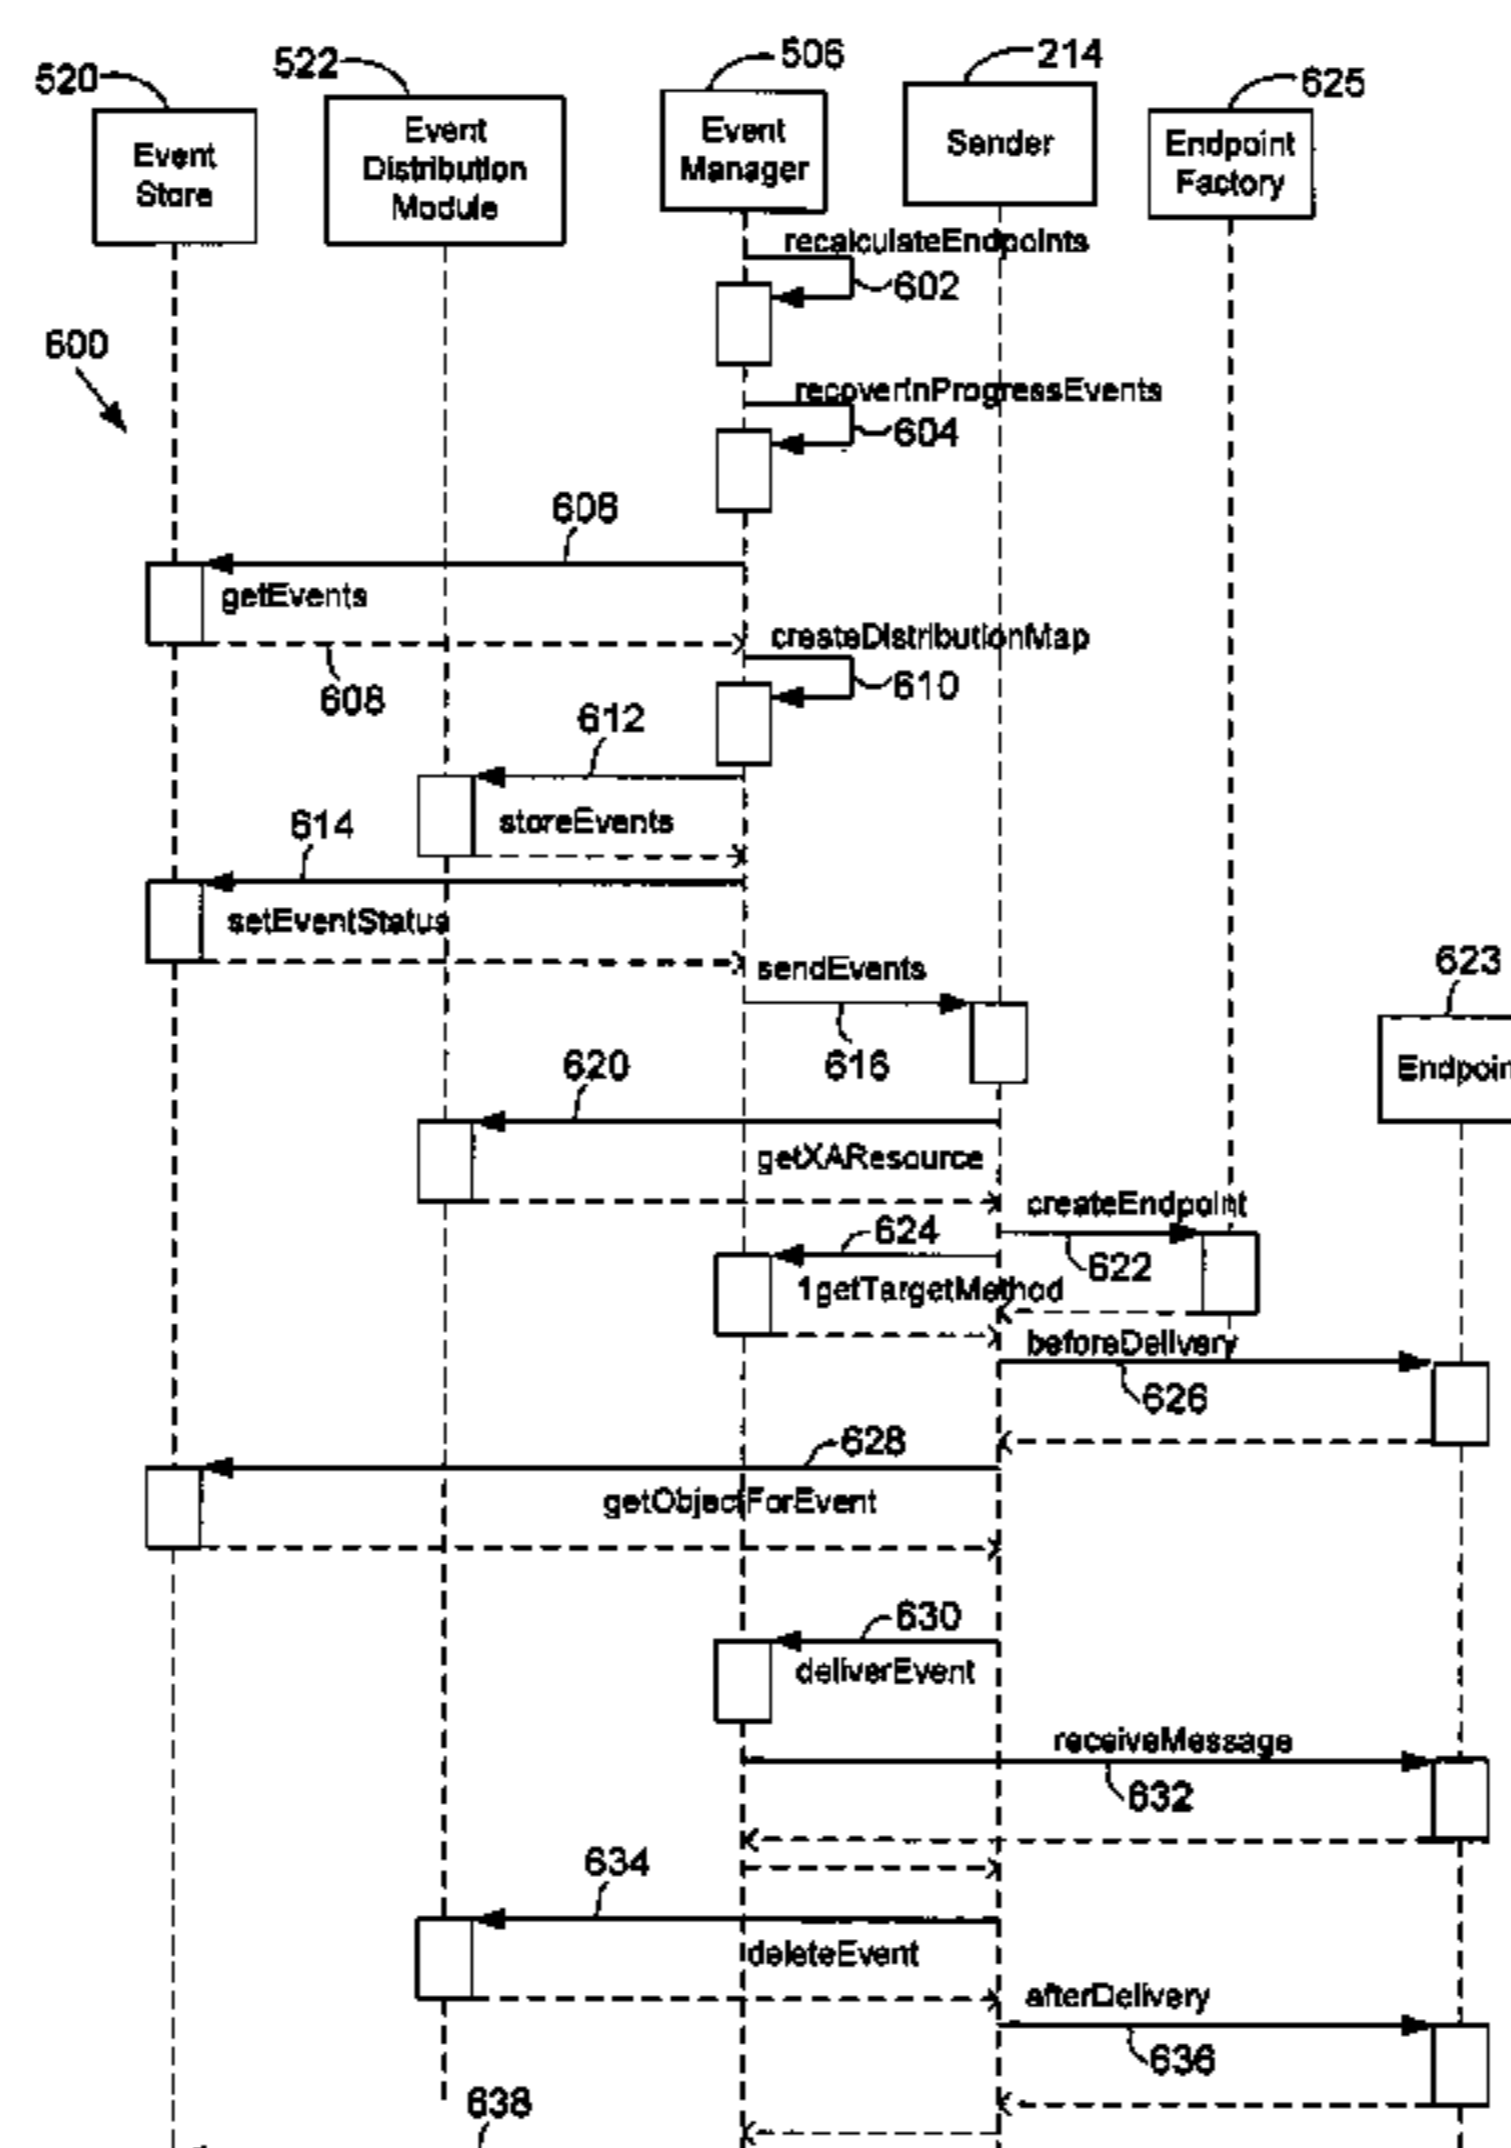 506
214
522
520
625
Event
Store
Event
Distribution
Module
Event
Manager
Sender
Endpoint
Factory
recalculateEndpoints
602
600
recoverInProgressEvents
604
608
getEvents
createDistributionMap
608
610
612
storeEvents
614
setEventStatus
sendEvents
623
616
620
Endpoin
getXAResource
createEndpoint
624
622
1getTargetMethod
beforeDelivery
626
628
getObjectForEvent
630
deliverEvent
receiveMessage
632
634
deleteEvent
afterDelivery
636
638